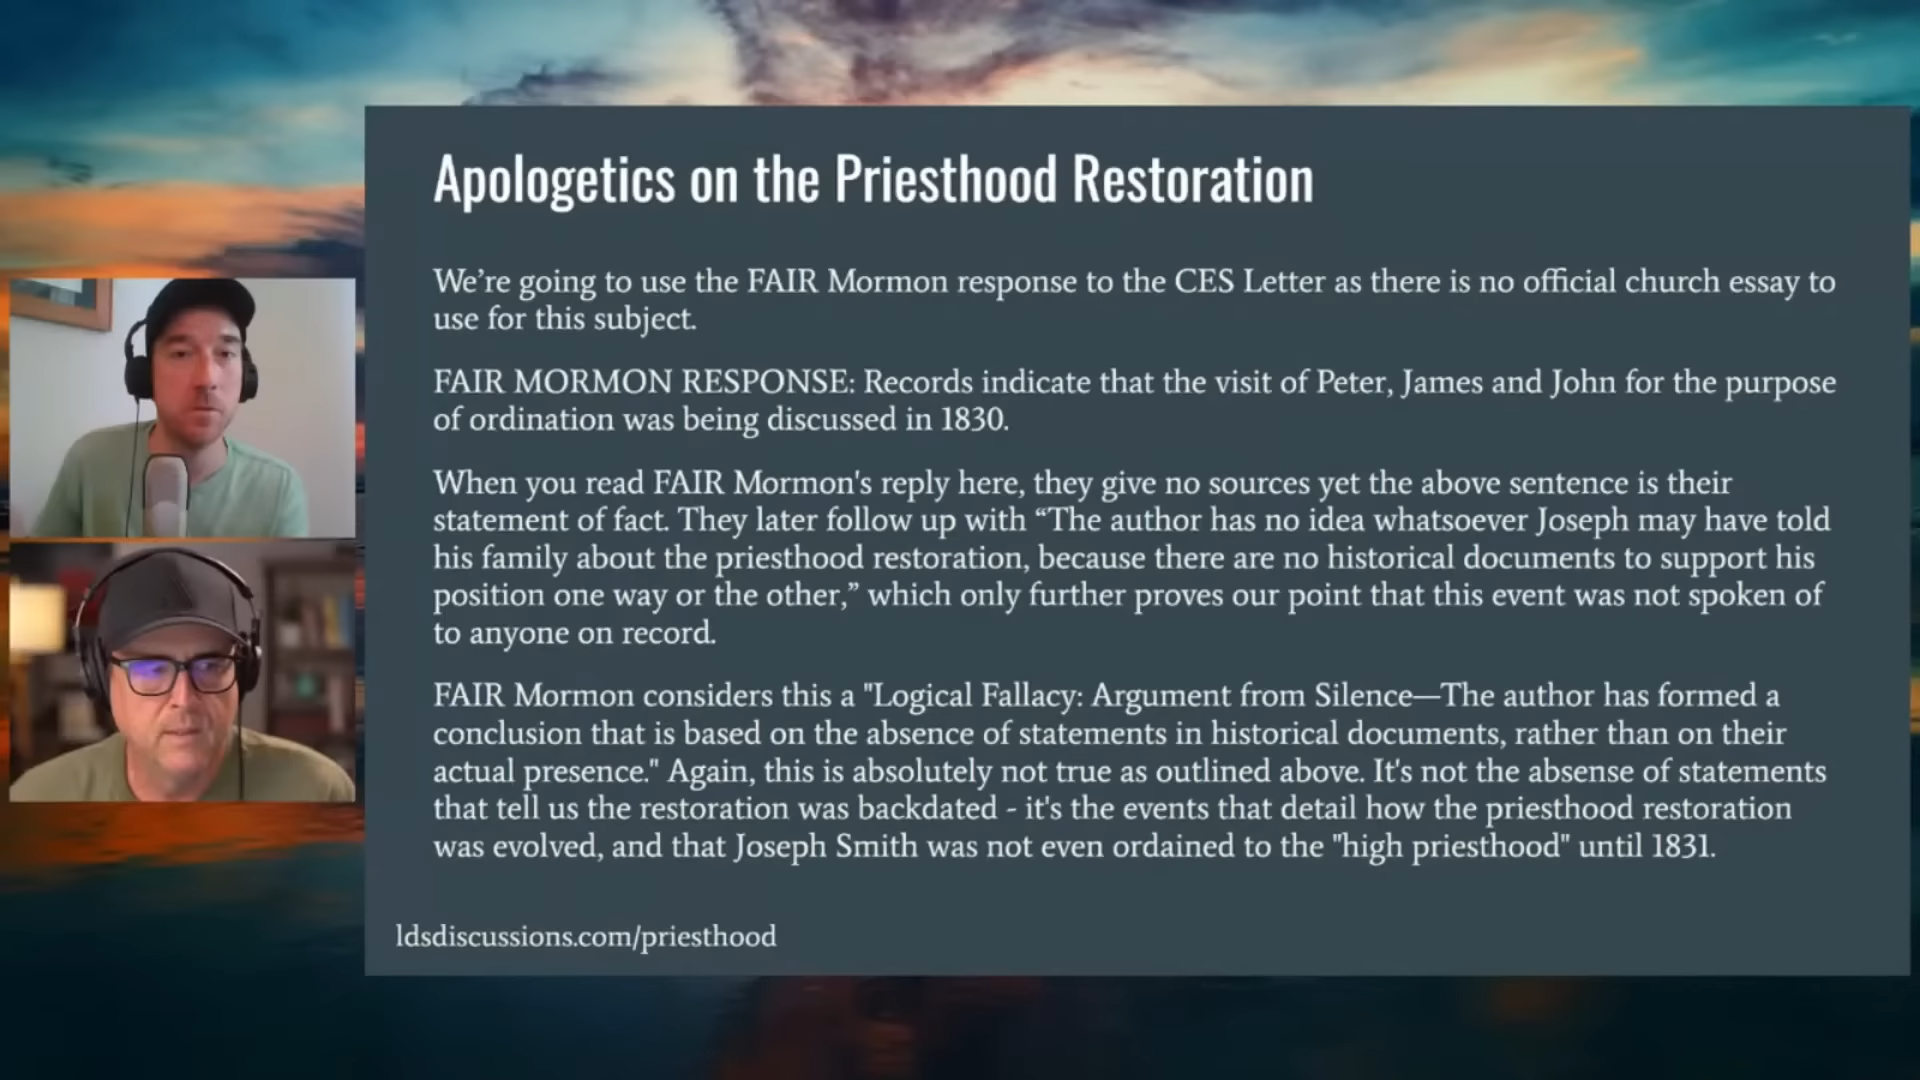 Apologetics on the Priesthood Restoration
We’re going to use the FAIR Mormon response to the CES Letter as there is no official church essay to
use for this subject.
FAIR MORMON RESPONSE: Records indicate that the visit of Peter, James and John for the purpose
of ordination was being discussed in 1830.
When you read FAIR Mormon's reply here, they give no sources yet the above sentence is their
statement of fact. They later follow up with “The author has no idea whatsoever Joseph may have told
his family about the priesthood restoration, because there are no historical documents to support his
position one way or the other,” which only further proves our point that this event was not spoken of
to anyone on record.
FAIR Mormon considers this a "Logical Fallacy: Argument from Silence—The author has formed a
conclusion that is based on the absence of statements in historical documents, rather than on their
actual presence." Again, this is absolutely not true as outlined above. It's not the absense of statements
that tell us the restoration was backdated - it's the events that detail how the priesthood restoration
was evolved, and that Joseph Smith was not even ordained to the "high priesthood" until 1831.
ldsdiscussions.com/priesthood